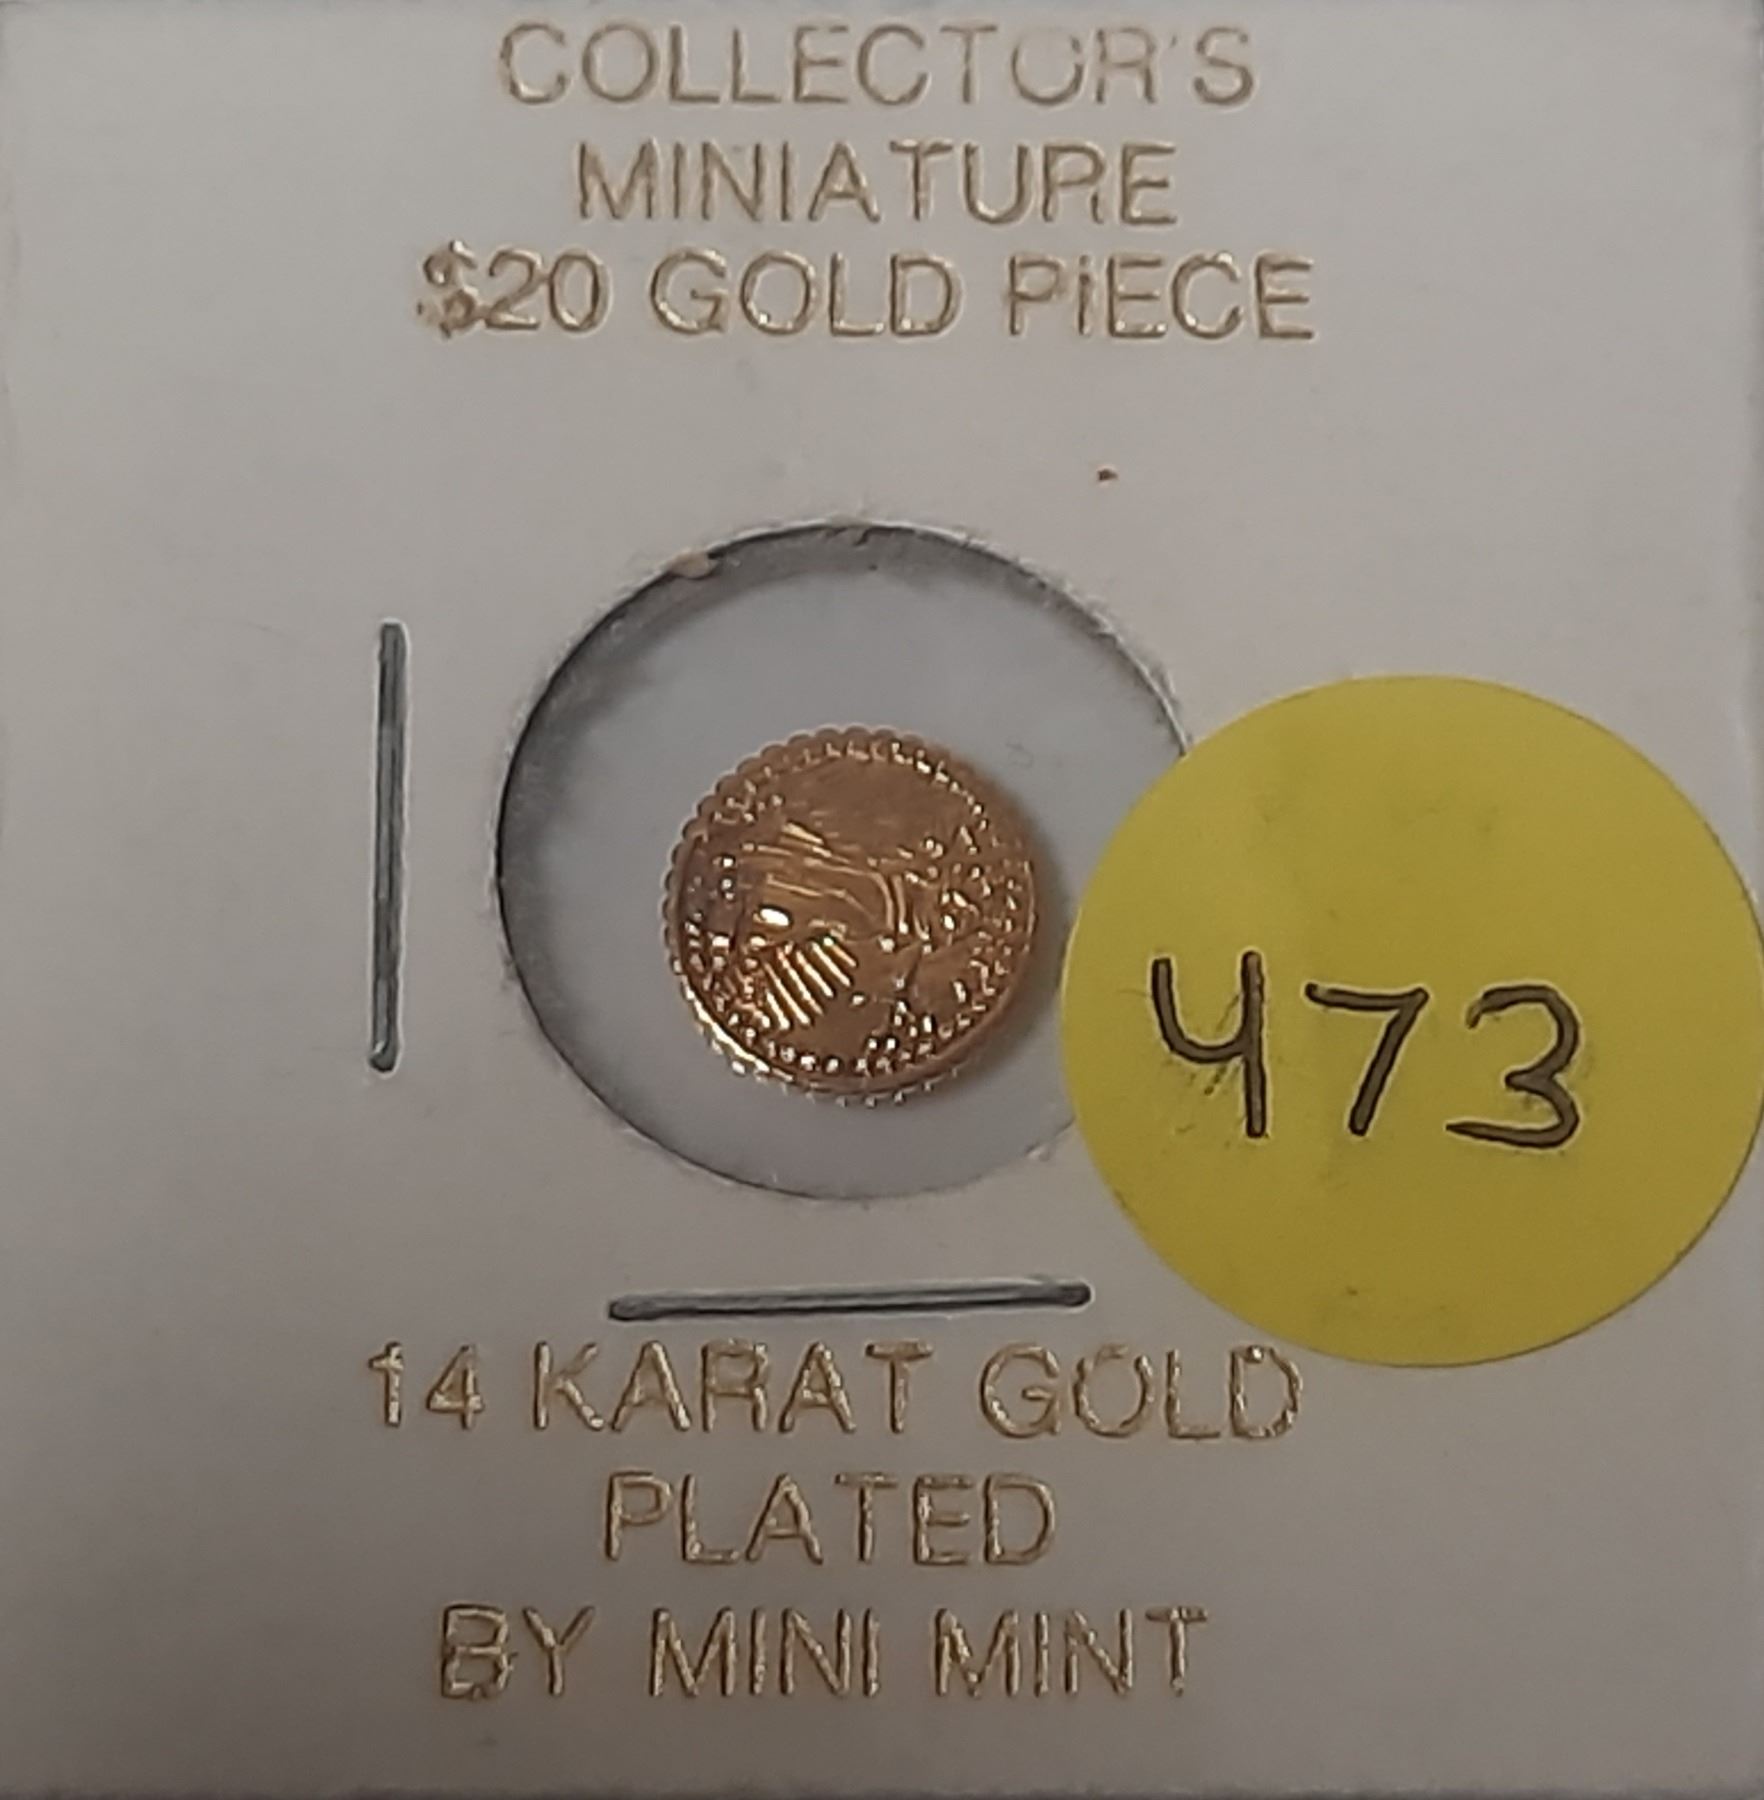 COLLECTOR'S
MINIATURE
$20 GOLD PIECE
473
14 KARAT GOLD
PLATED
BY MINI MINT